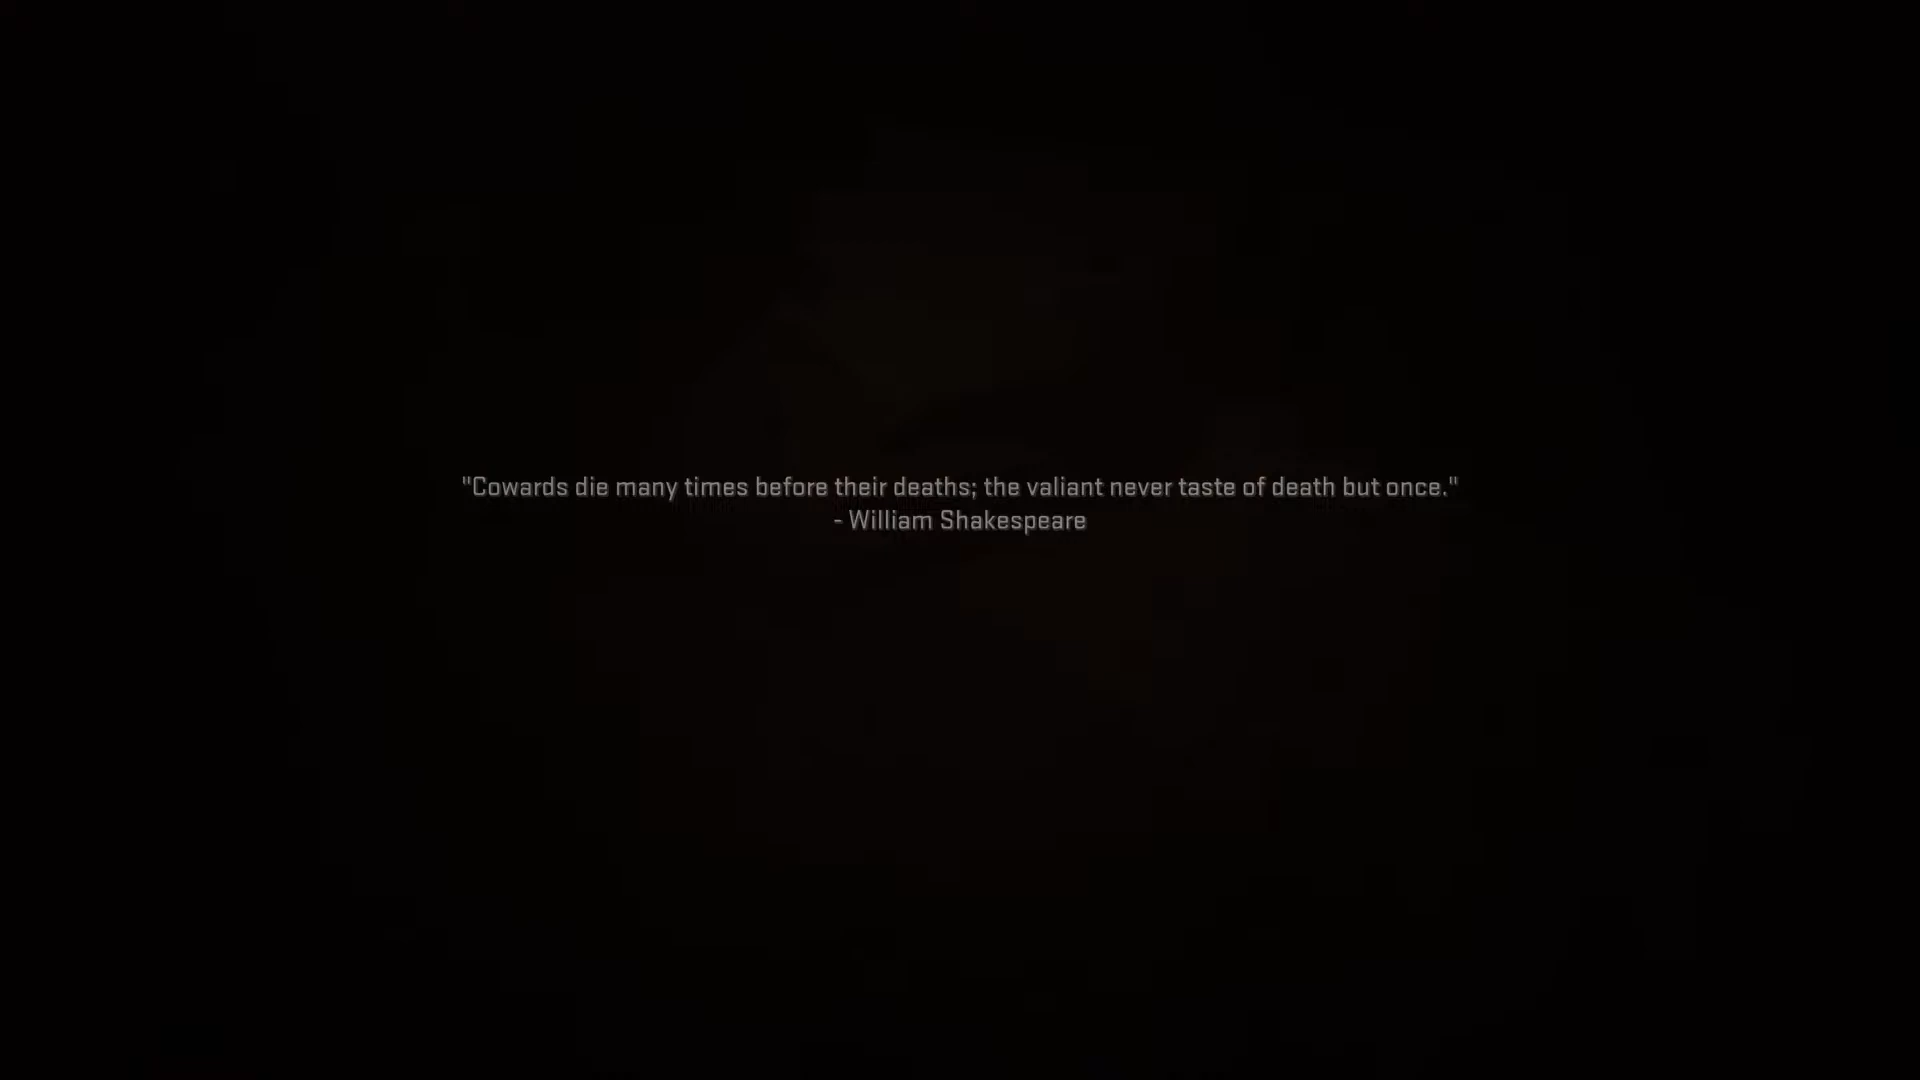 "Cowards die many times before their deaths; the valiant never taste of death but once."
- William Shakespeare